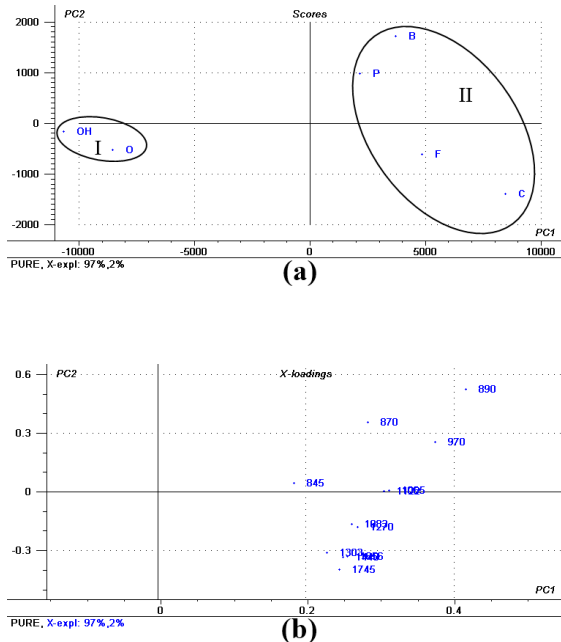 PC2 Scores
2000
B
1000
P
II
0
OH
I O
F
-1000
C
-2000
PC1
-10000 -5000 0 5000 10000
PURE, X-expl: 97%,2%
(a)
0.6 PC2 X-loadings
890
870
0.3
970
845
0
1270
-0.3
1303
1745
PC1
0 0.2 0.4
PURE, X-expl: 97%,2%
(b)